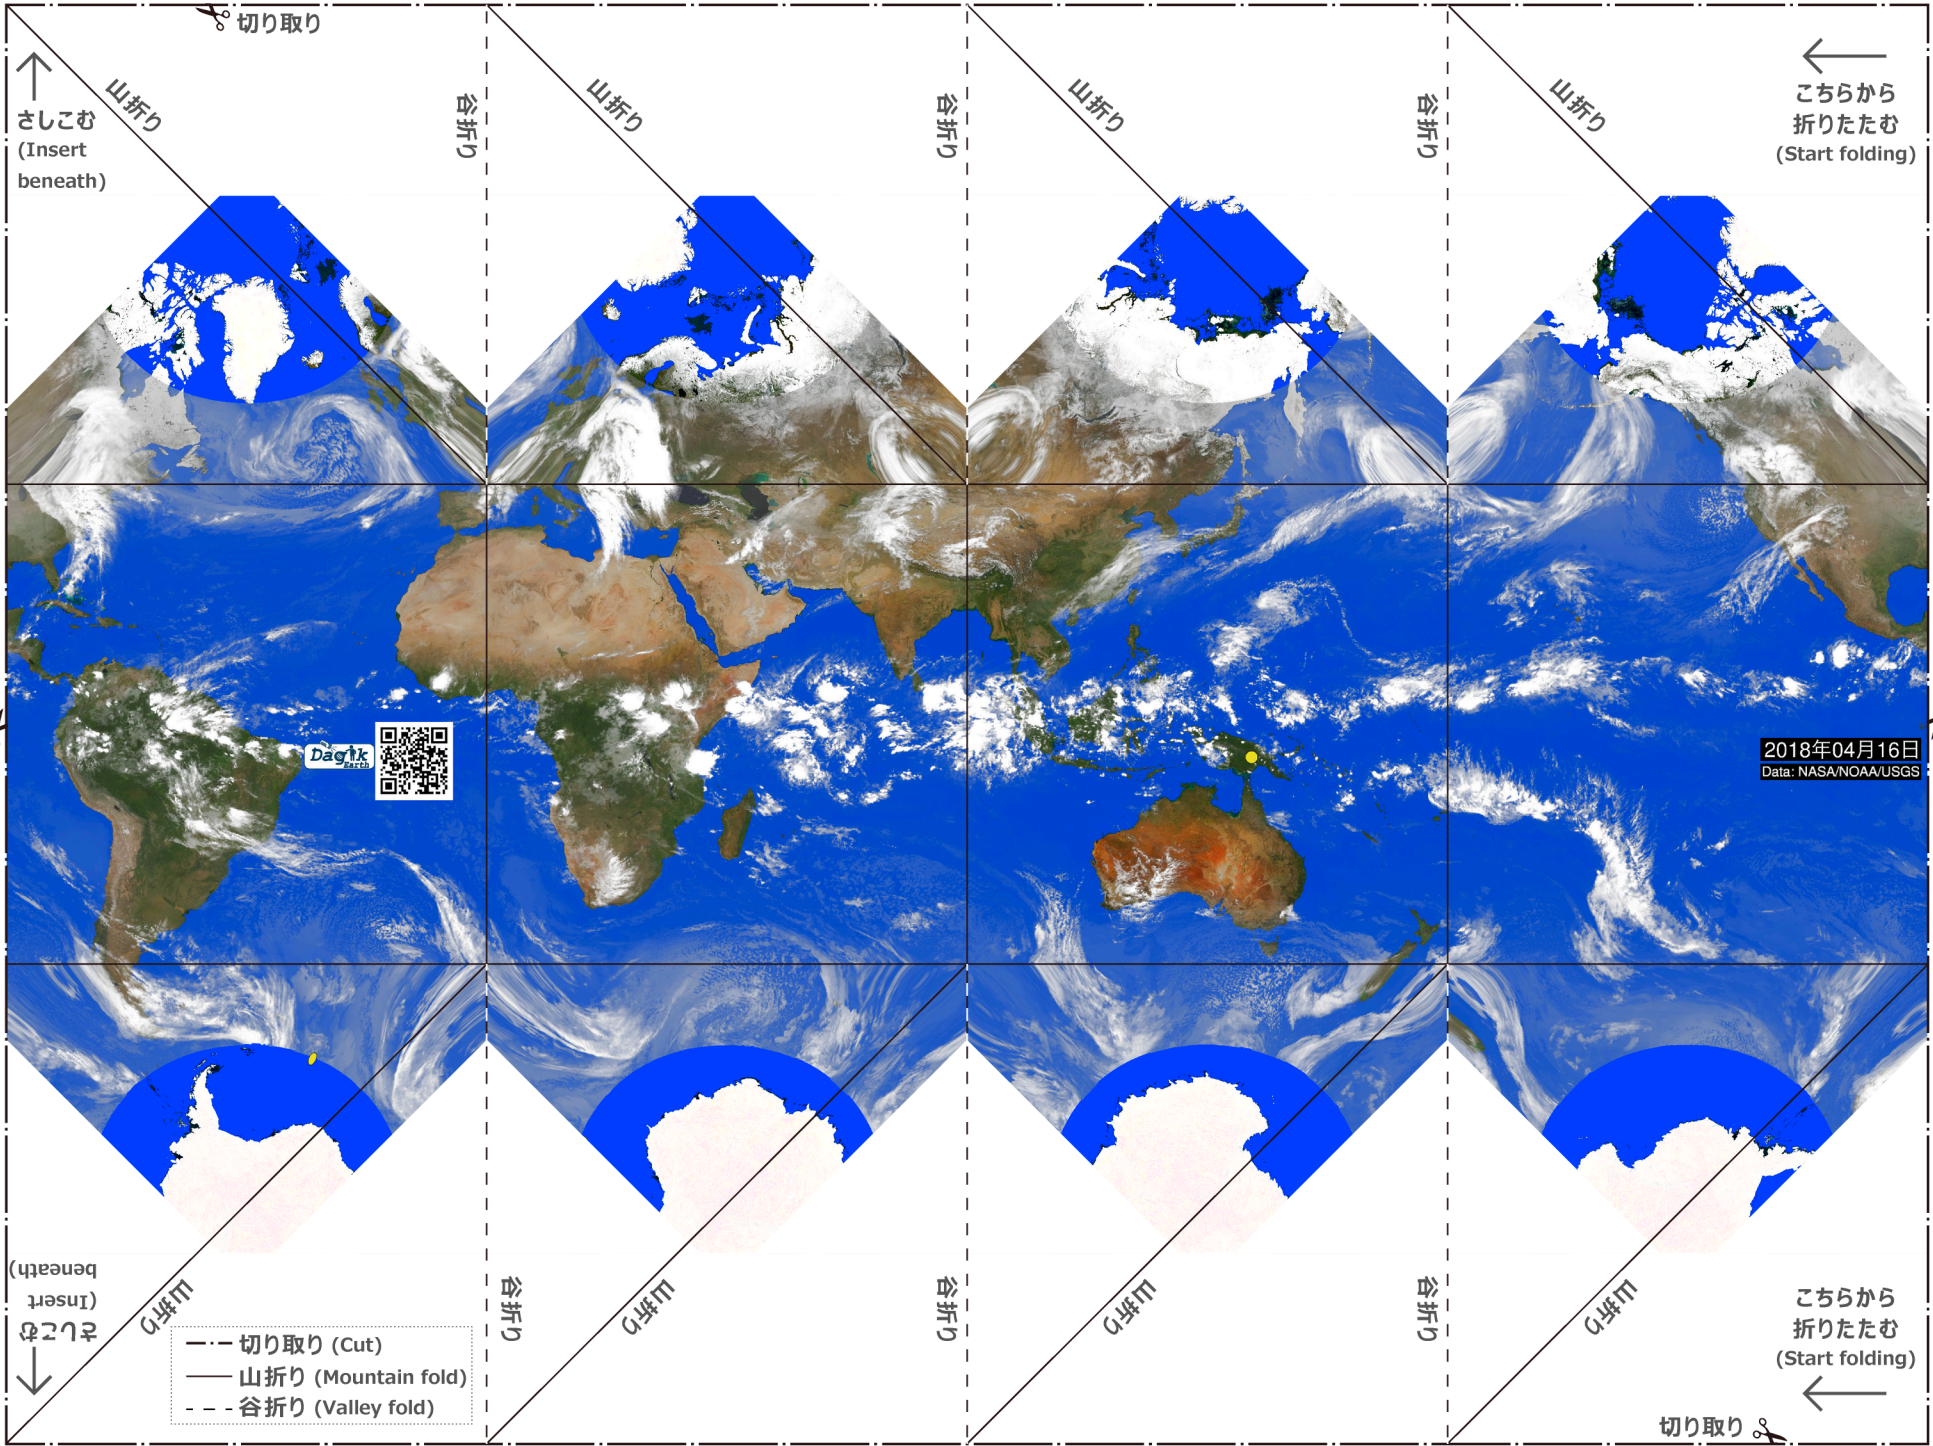 切り取り
山折り
谷折り
山折り
谷折り
山折り
谷折り
山折り
さしこむ
(Insert
beneath)
こちらから
折りたたむ
(Start folding)
Dagik
Earth
2018年04月16日
Data: NASA/NOAA/USGS
さしこむ
(Insert
beneath)
山折り
谷折り
山折り
谷折り
山折り
谷折り
山折り
こちらから
折りたたむ
(Start folding)
切り取り (Cut)
山折り (Mountain fold)
谷折り (Valley fold)
切り取り